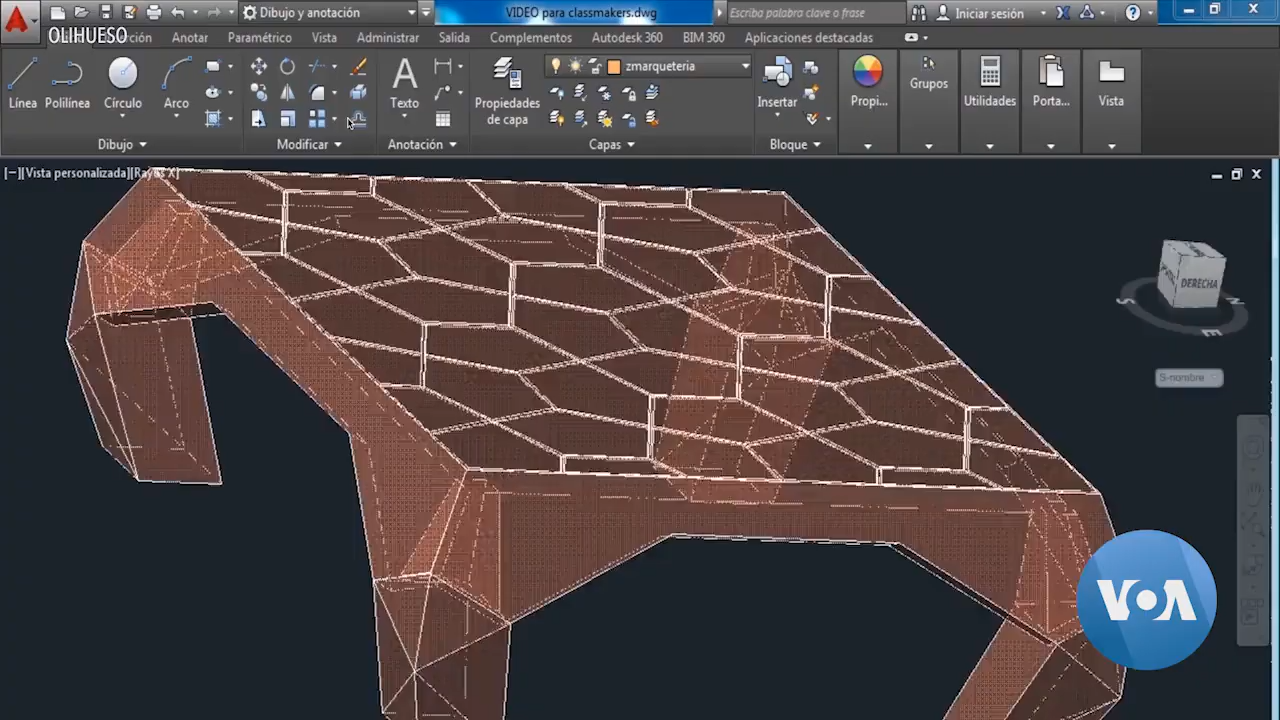 Dibujo y anotación
VIDEO para classmakers.dwg
Escriba palabra clave o frase
Iniciar sesión
OLIHUESO
Anotar
Paramétrico
Vista
Administrar
Salida
Complementos
Autodesk 360
BIM 360
Aplicaciones destacadas
zmarqueteria
Línea
Polilínea
Círculo
Arco
Texto
Propiedades
de capa
Insertar
Propi...
Grupos
Utilidades
Porta...
Vista
Dibujo
Modificar
Anotación
Capas
Bloque
[−][Vista personalizada][Rayos X]
DERECHA
S
E
S-nombre
VOA